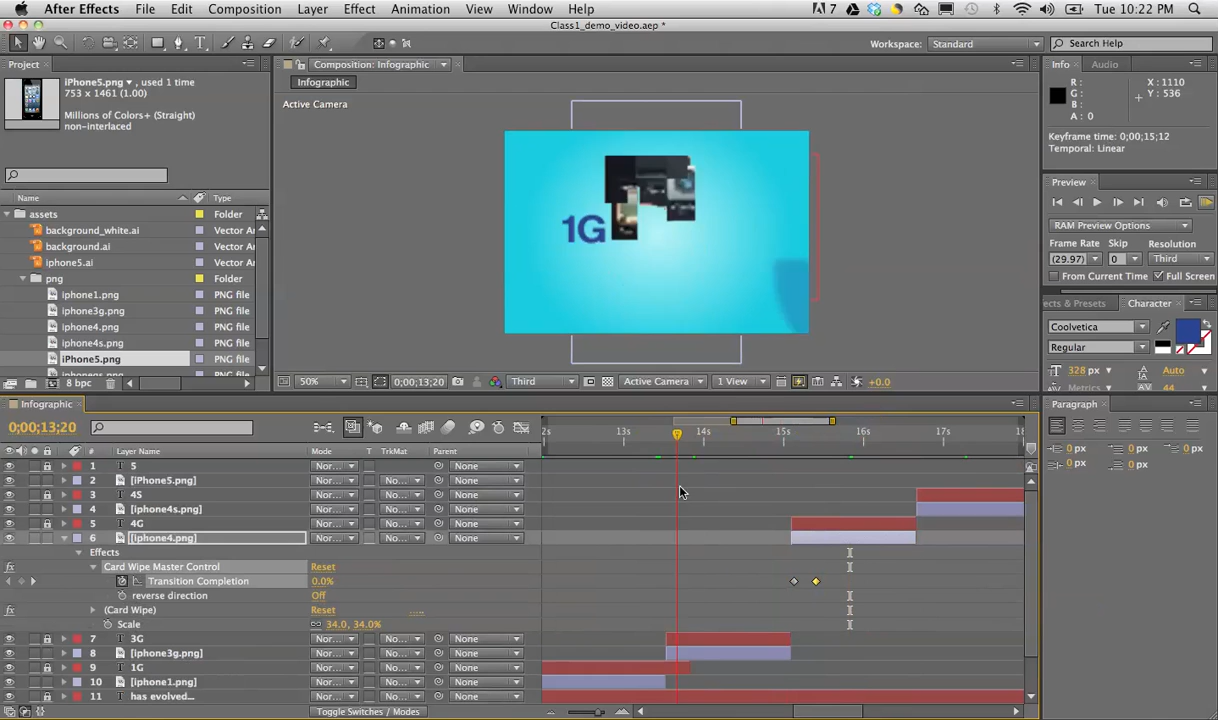 After Effects File Edit Composition Layer Effect Animation View Window Help 7 Tue 10:22 PM
Class1_demo_video.aep *
Workspace: Standard Search Help
Project
iPhone5.png ▾ , used 1 time
753 x 1461 (1.00)
Millions of Colors+ (Straight)
non-interlaced
Name Type
assets Folder
background_white.ai Vector Ar
background.ai Vector Ar
iphone5.ai Vector Ar
png Folder
iphone1.png PNG file
iphone3g.png PNG file
iphone4.png PNG file
iphone4s.png PNG file
iPhone5.png PNG file
PNG file
8 bpc
Composition: Infographic
Infographic
Active Camera
1G
50% 0;00;13;20 Third Active Camera 1 View +0.0
Info Audio
R : X : 1110
G : Y : 536
B :
A : 0
Keyframe time: 0;00;15;12
Temporal: Linear
Preview
RAM Preview Options
Frame Rate Skip Resolution
(29.97) 0 Third
From Current Time Full Screen
cts & Presets Character
Coolvetica
Regular
328 px Auto
Metrics 44
Paragraph
0 px 0 px 0 px
0 px 0 px
Infographic
0;00;13;20
2s 13s 14s 15s 16s 17s 18
# Layer Name Mode T TrkMat Parent
1 5 Nor... None
2 [iPhone5.png] Nor... No... None
3 4S Nor... No... None
4 [iphone4s.png] Nor... No... None
5 4G Nor... No... None
6 [iphone4.png] Nor... No... None
Effects
Card Wipe Master Control Reset
Transition Completion 0.0%
reverse direction Off
(Card Wipe) Reset .....
Scale 34.0, 34.0%
7 3G Nor... No... None
8 [iphone3g.png] Nor... No... None
9 1G Nor... No... None
10 [iphone1.png] Nor... No... None
11 has evolved... Nor... No... None
Toggle Switches / Modes